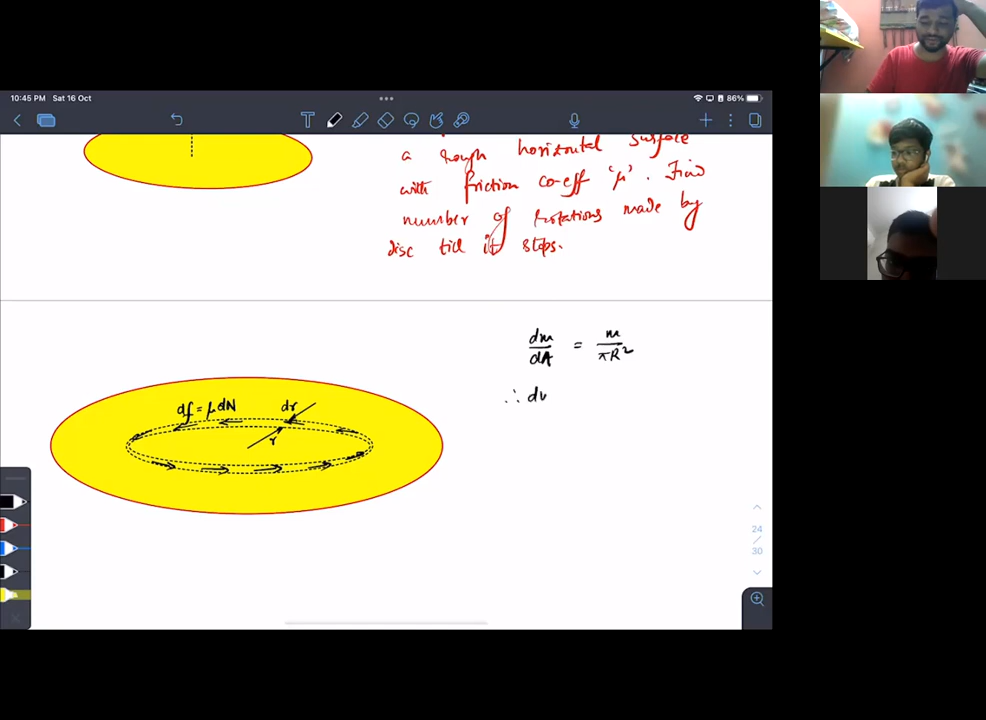 10:45 PM Sat 16 Oct
86%
a rough horizontal surface
with friction co-eff 'μ'. Find
number of rotations made by
disc till it stops.
dm/dA = m/πR²
∴ dv
df = μdN
dr
r
24
/
30